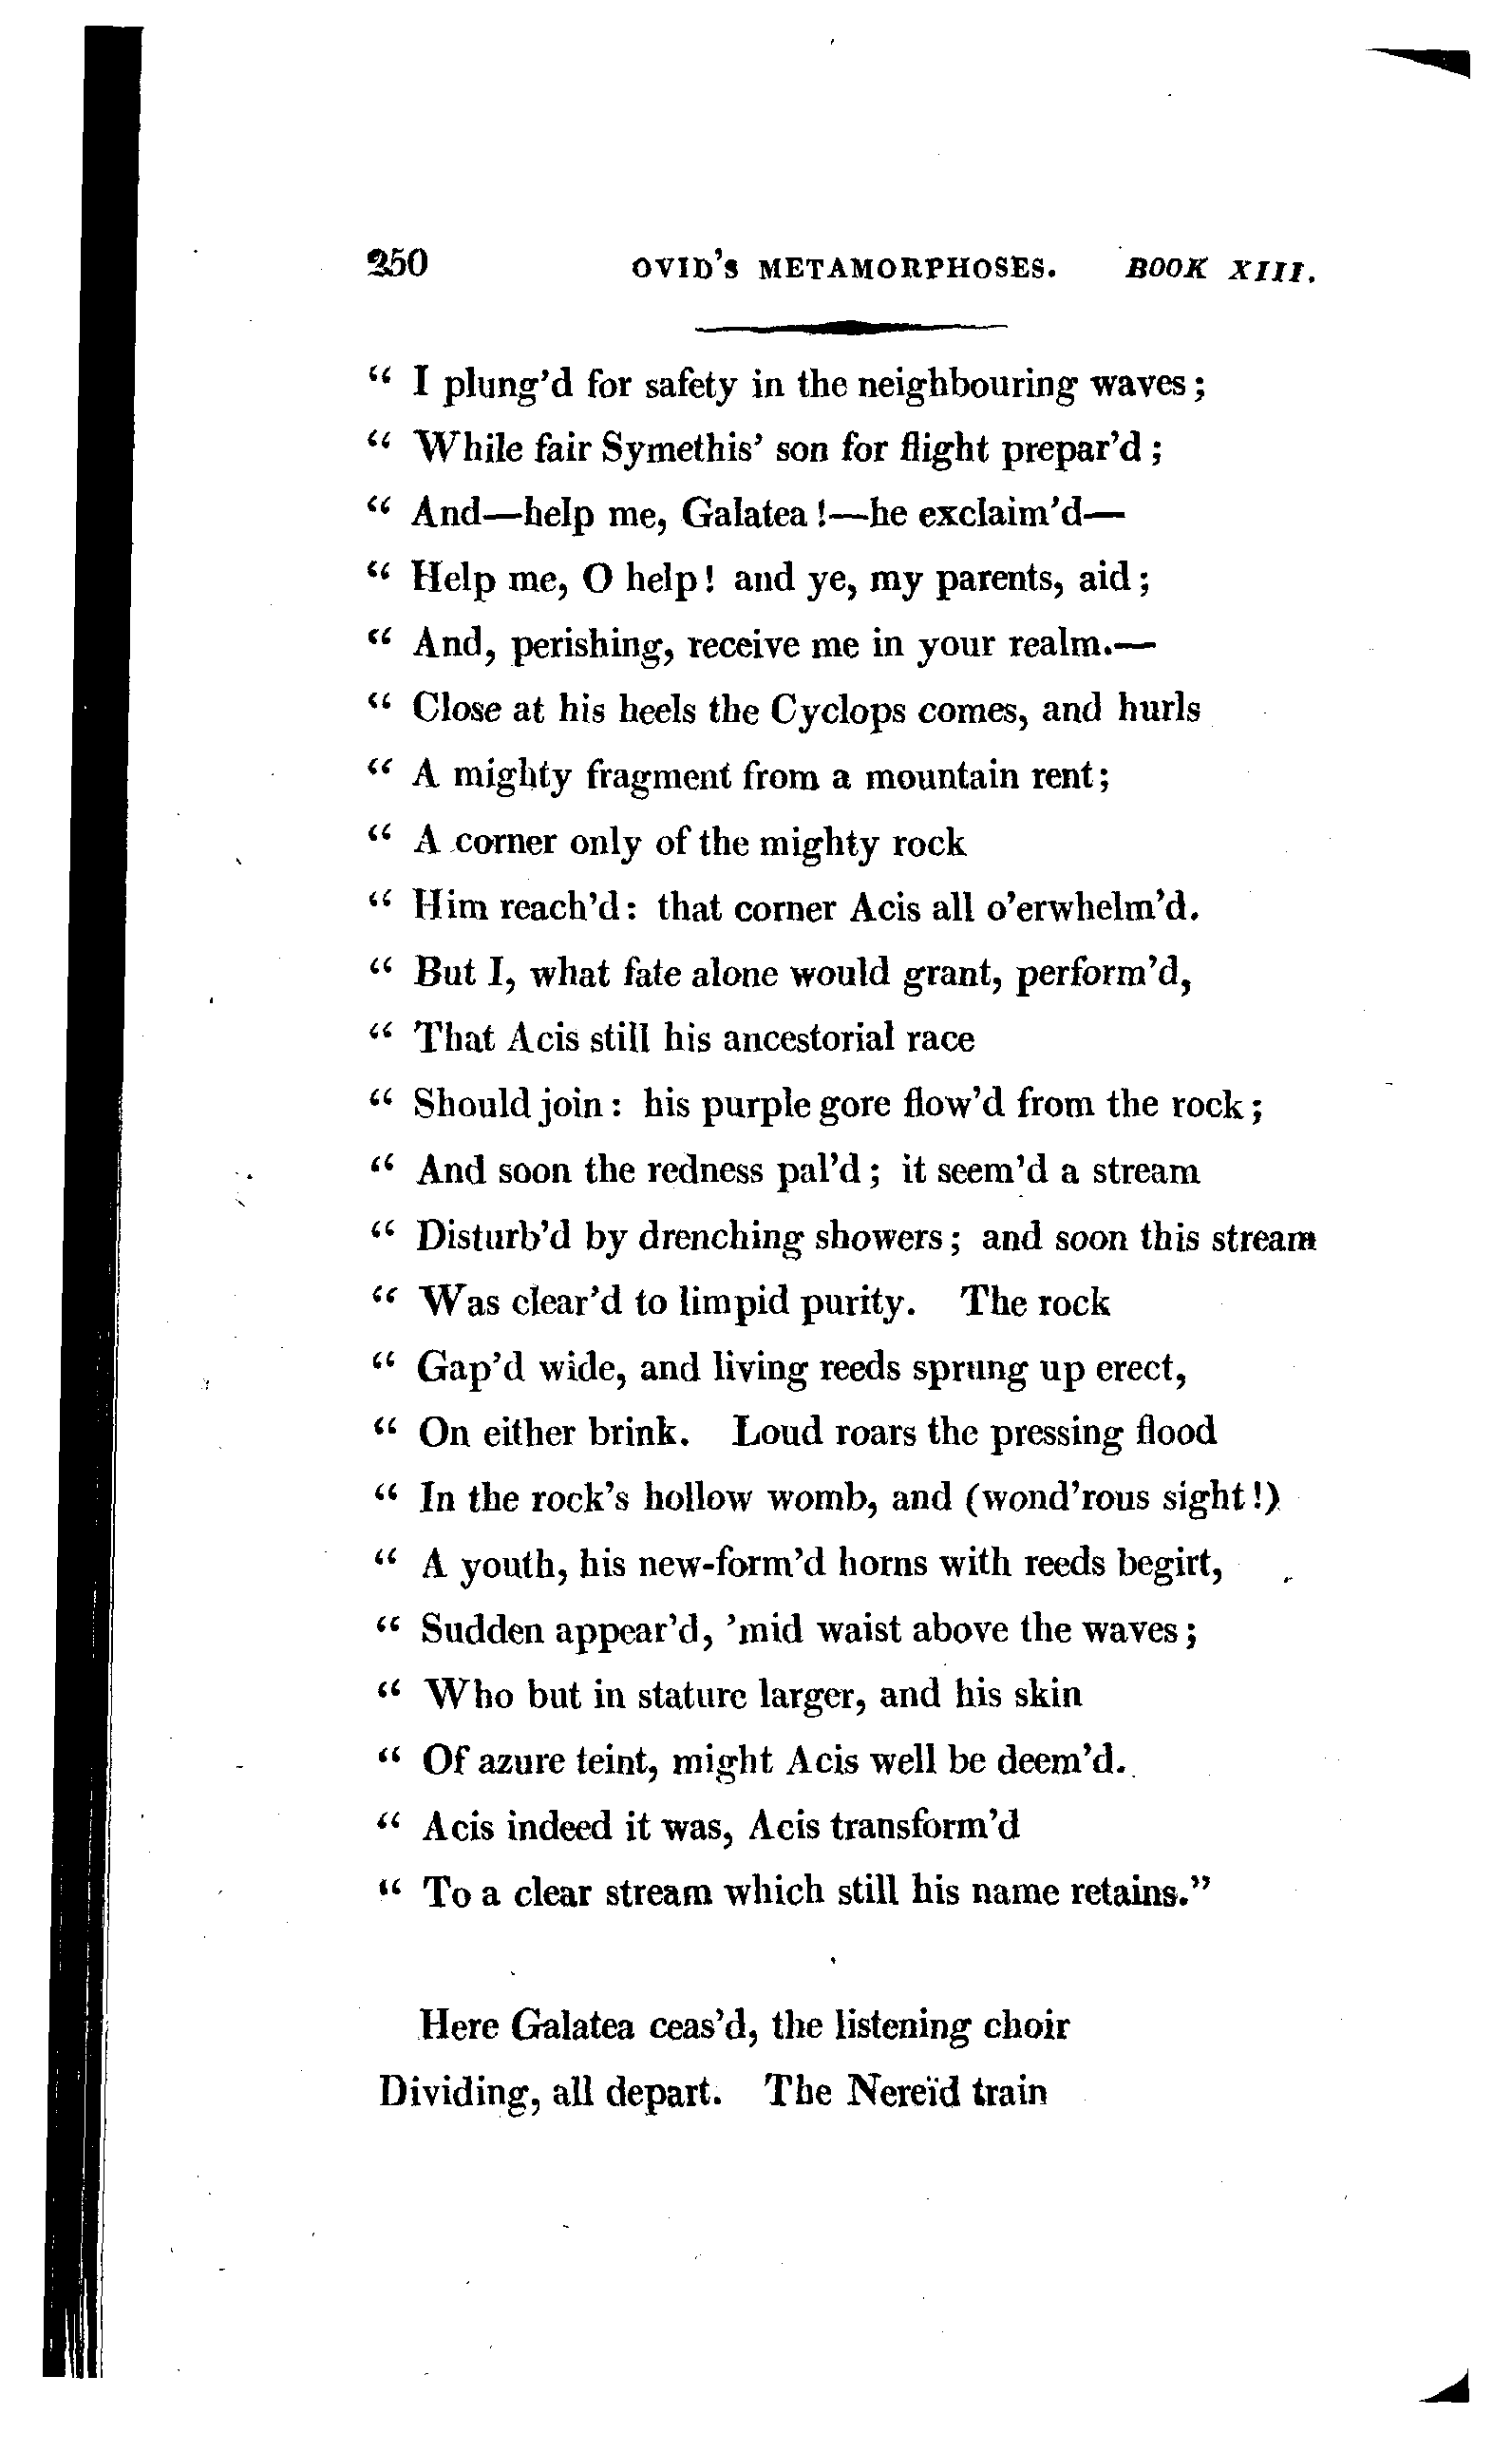 250 OVID'S METAMORPHOSES. BOOK XIII.
“ I plung'd for safety in the neighbouring waves;
“ While fair Symethis' son for flight prepar'd;
“ And—help me, Galatea!—he exclaim'd—
“ Help me, O help! and ye, my parents, aid;
“ And, perishing, receive me in your realm.—
“ Close at his heels the Cyclops comes, and hurls
“ A mighty fragment from a mountain rent;
“ A corner only of the mighty rock
“ Him reach'd: that corner Acis all o'erwhelm'd.
“ But I, what fate alone would grant, perform'd,
“ That Acis still his ancestorial race
“ Should join: his purple gore flow'd from the rock;
“ And soon the redness pal'd; it seem'd a stream
“ Disturb'd by drenching showers; and soon this stream
“ Was clear'd to limpid purity. The rock
“ Gap'd wide, and living reeds sprung up erect,
“ On either brink. Loud roars the pressing flood
“ In the rock's hollow womb, and (wond'rous sight!)
“ A youth, his new-form'd horns with reeds begirt,
“ Sudden appear'd, 'mid waist above the waves;
“ Who but in stature larger, and his skin
“ Of azure teint, might Acis well be deem'd.
“ Acis indeed it was, Acis transform'd
“ To a clear stream which still his name retains.”
Here Galatea ceas'd, the listening choir
Dividing, all depart. The Nereïd train